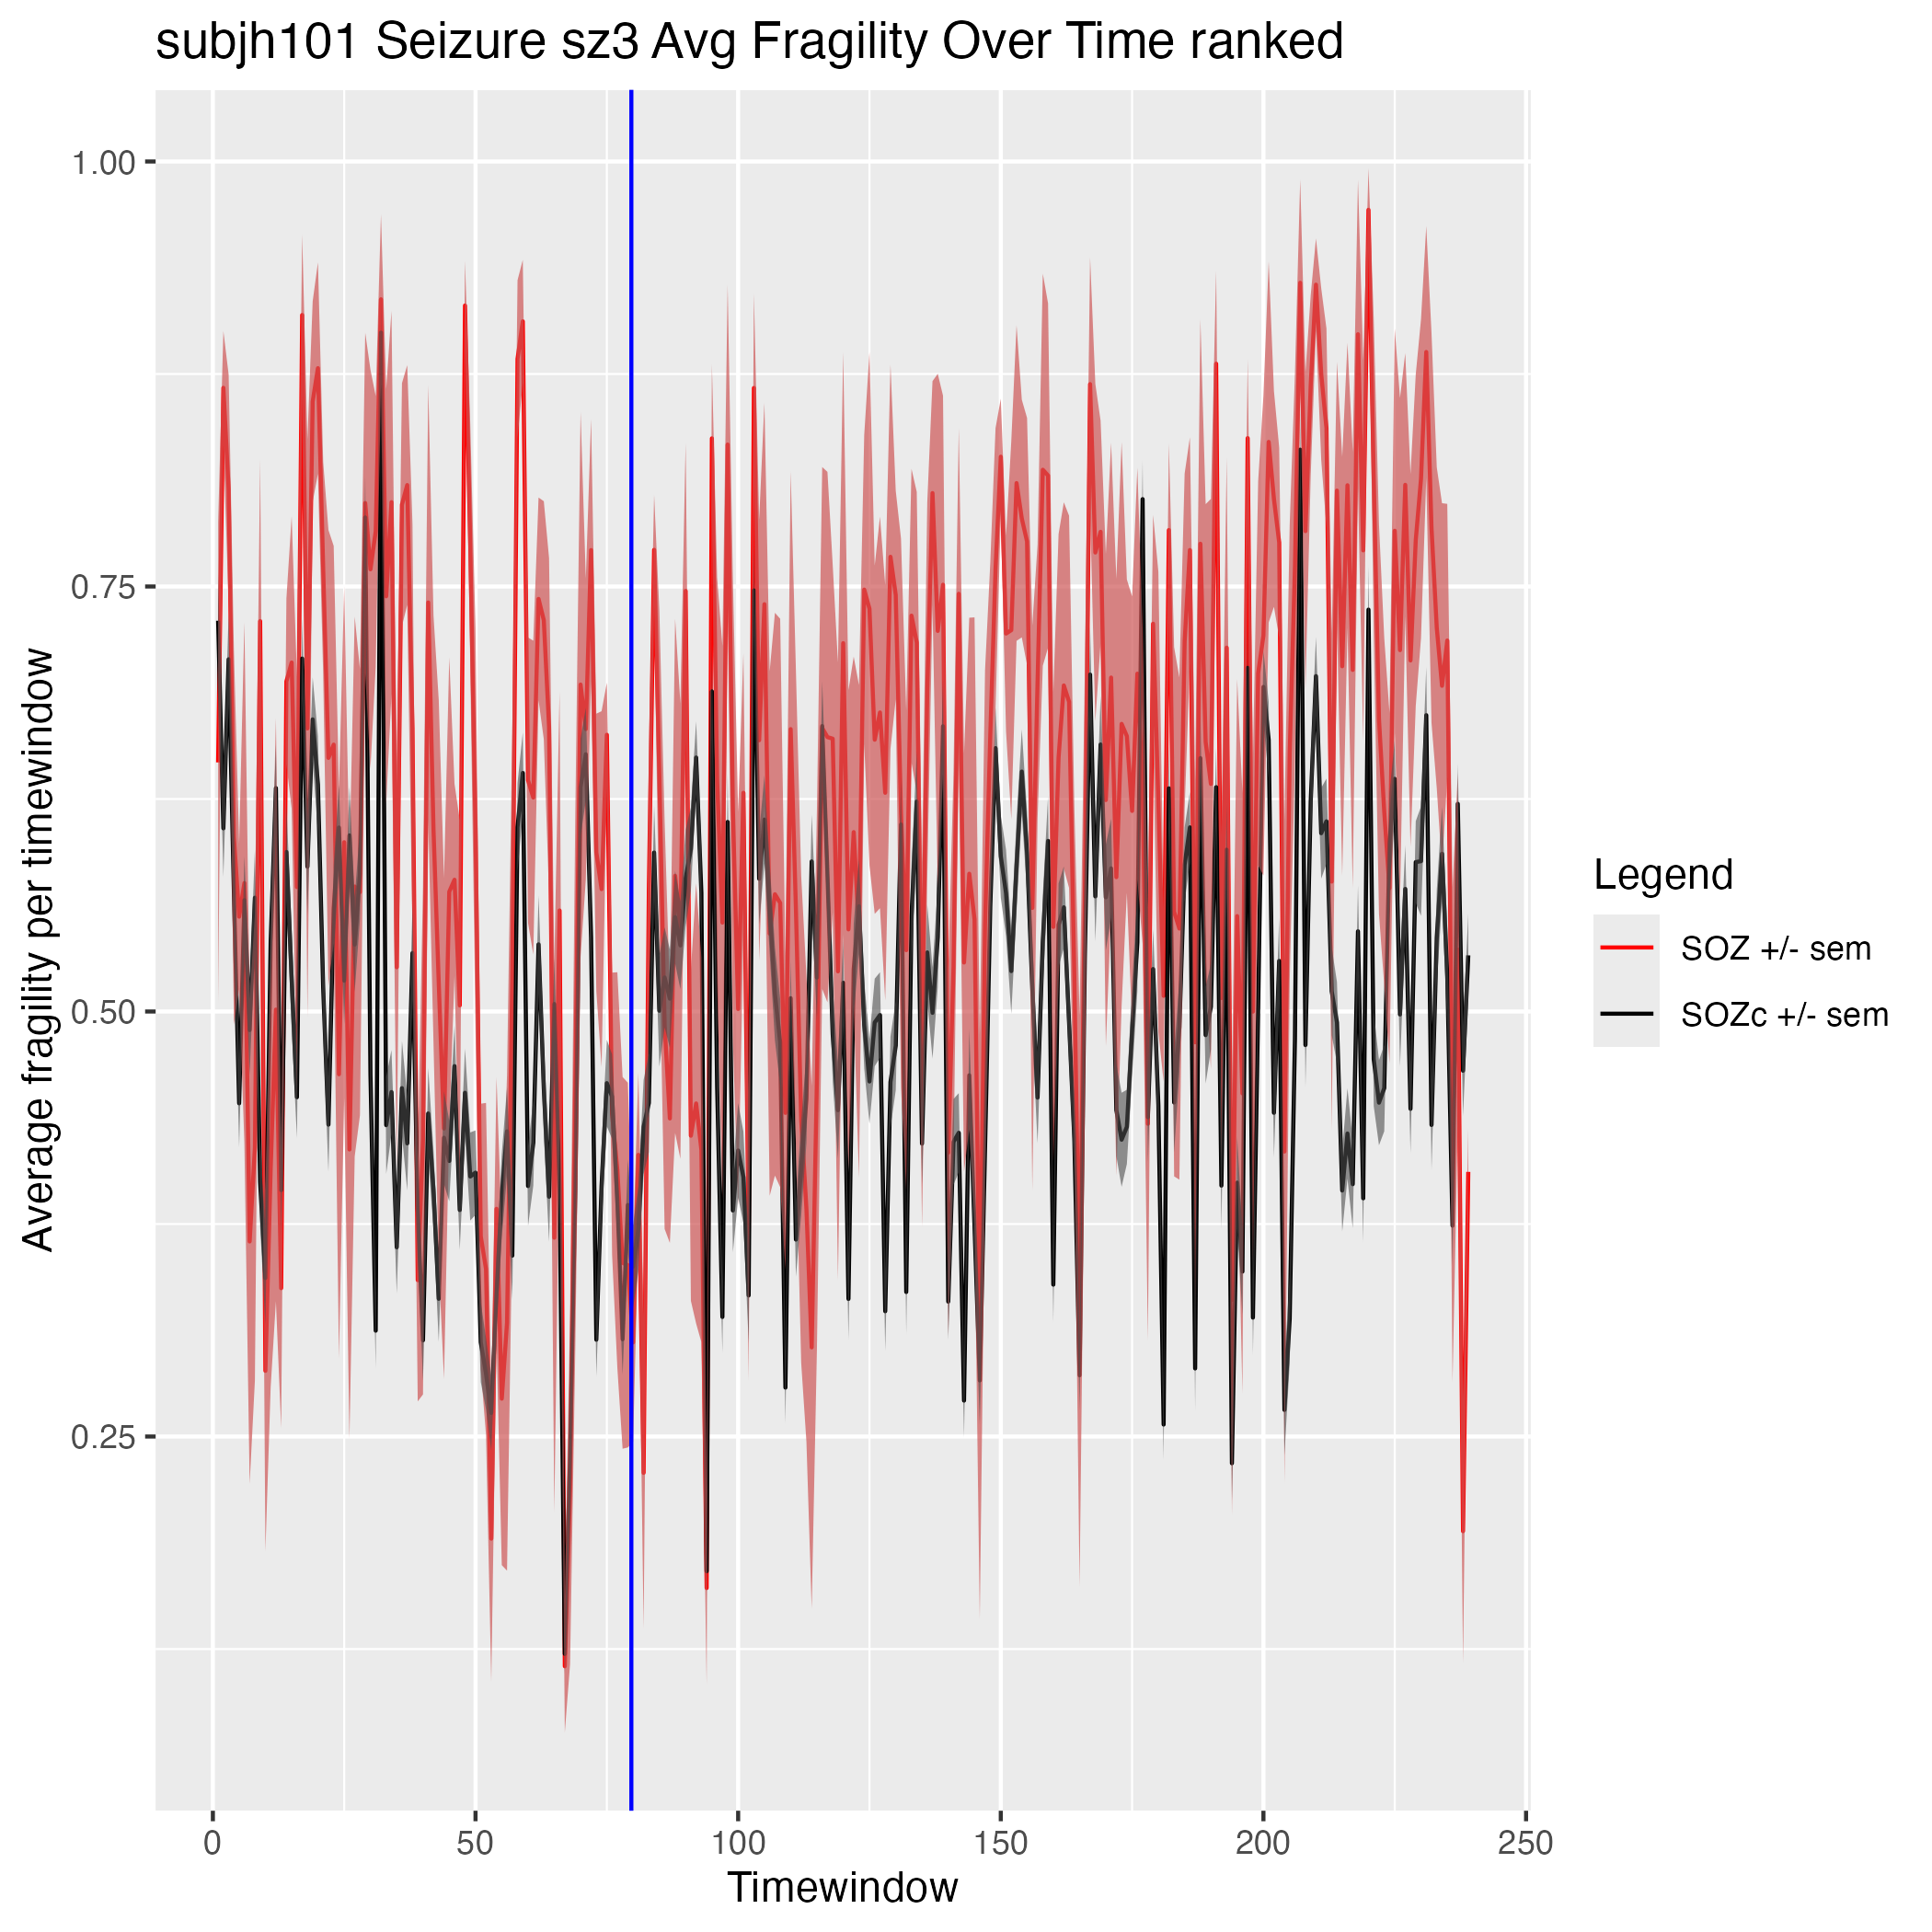 subjh101 Seizure sz3 Avg Fragility Over Time ranked
1.00
0.75
0.50
0.25
Average fragility per timewindow
0 50 100 150 200 250
Timewindow
Legend
SOZ +/- sem
SOZc +/- sem